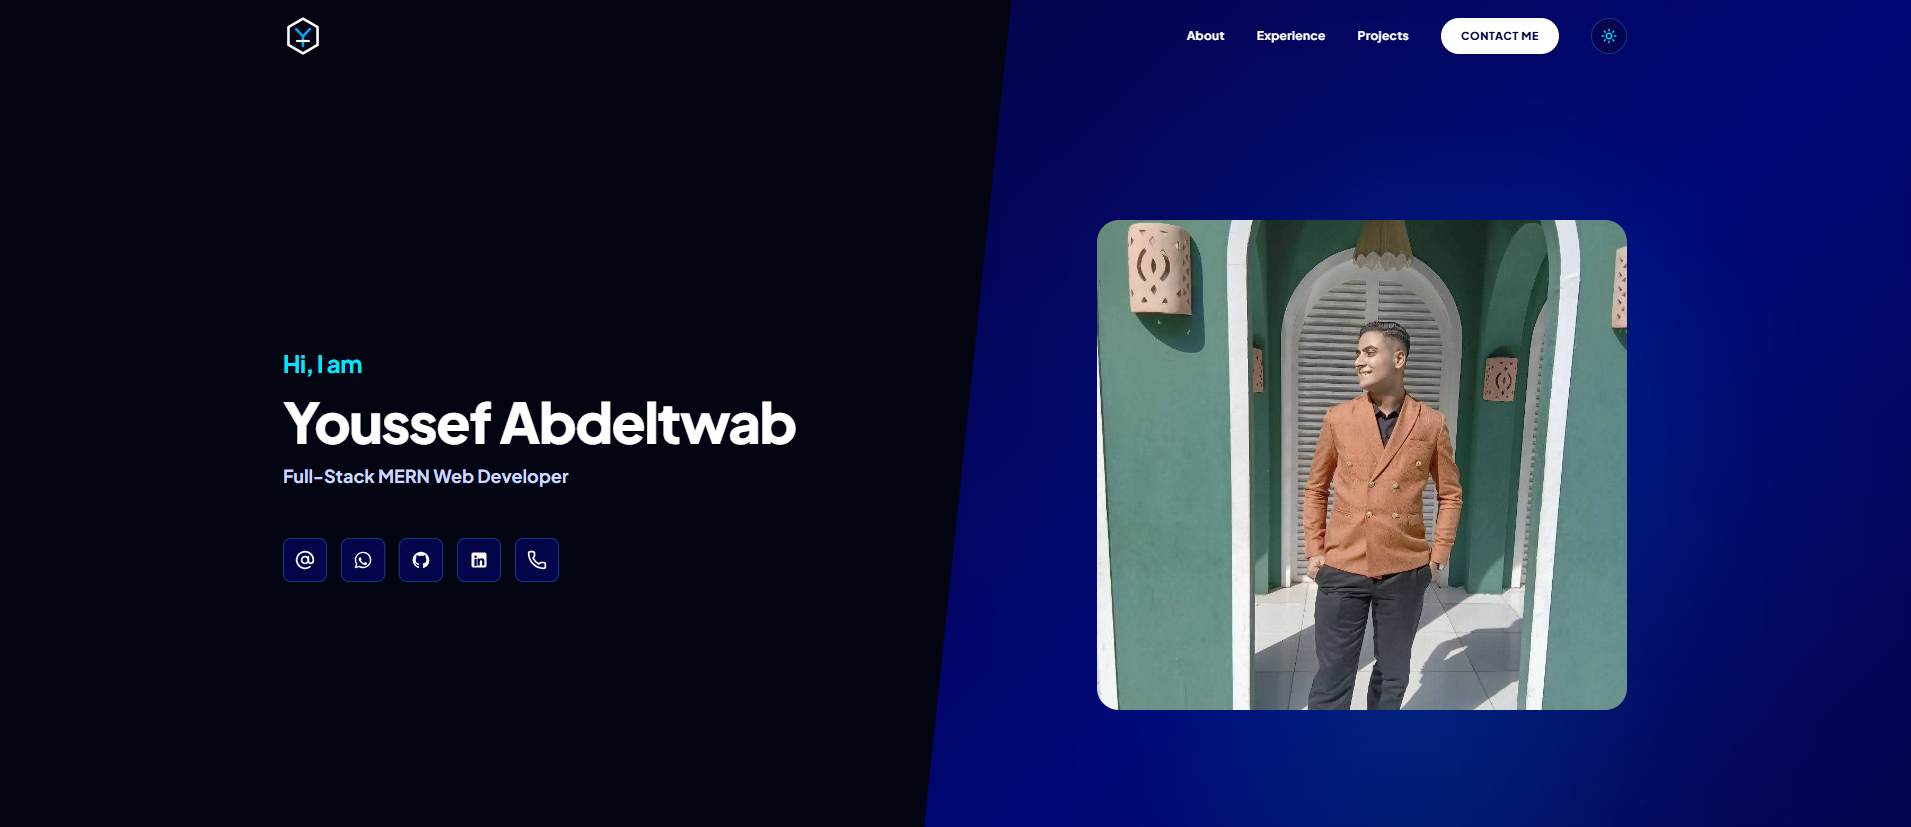 About
Experience
Projects
CONTACT ME
Hi, I am
Youssef Abdeltwab
Full-Stack MERN Web Developer